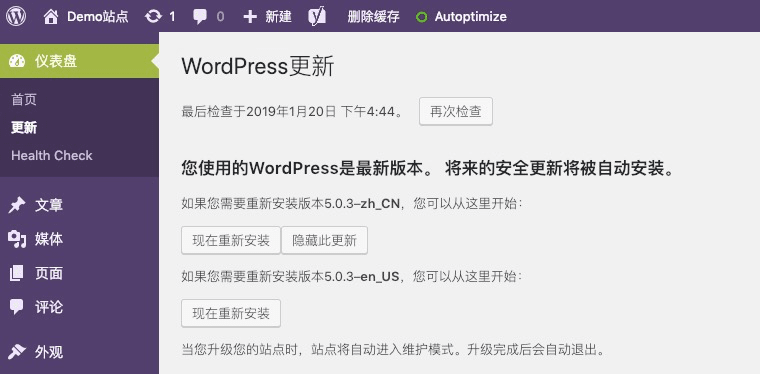 Demo站点 1 0 新建 删除缓存 Autoptimize
仪表盘
首页
更新
Health Check
文章
媒体
页面
评论
外观
WordPress更新
最后检查于2019年1月20日 下午4:44。 再次检查
您使用的WordPress是最新版本。 将来的安全更新将被自动安装。
如果您需要重新安装版本5.0.3–zh_CN，您可以从这里开始：
现在重新安装 隐藏此更新
如果您需要重新安装版本5.0.3–en_US，您可以从这里开始：
现在重新安装
当您升级您的站点时，站点将自动进入维护模式。升级完成后会自动退出。